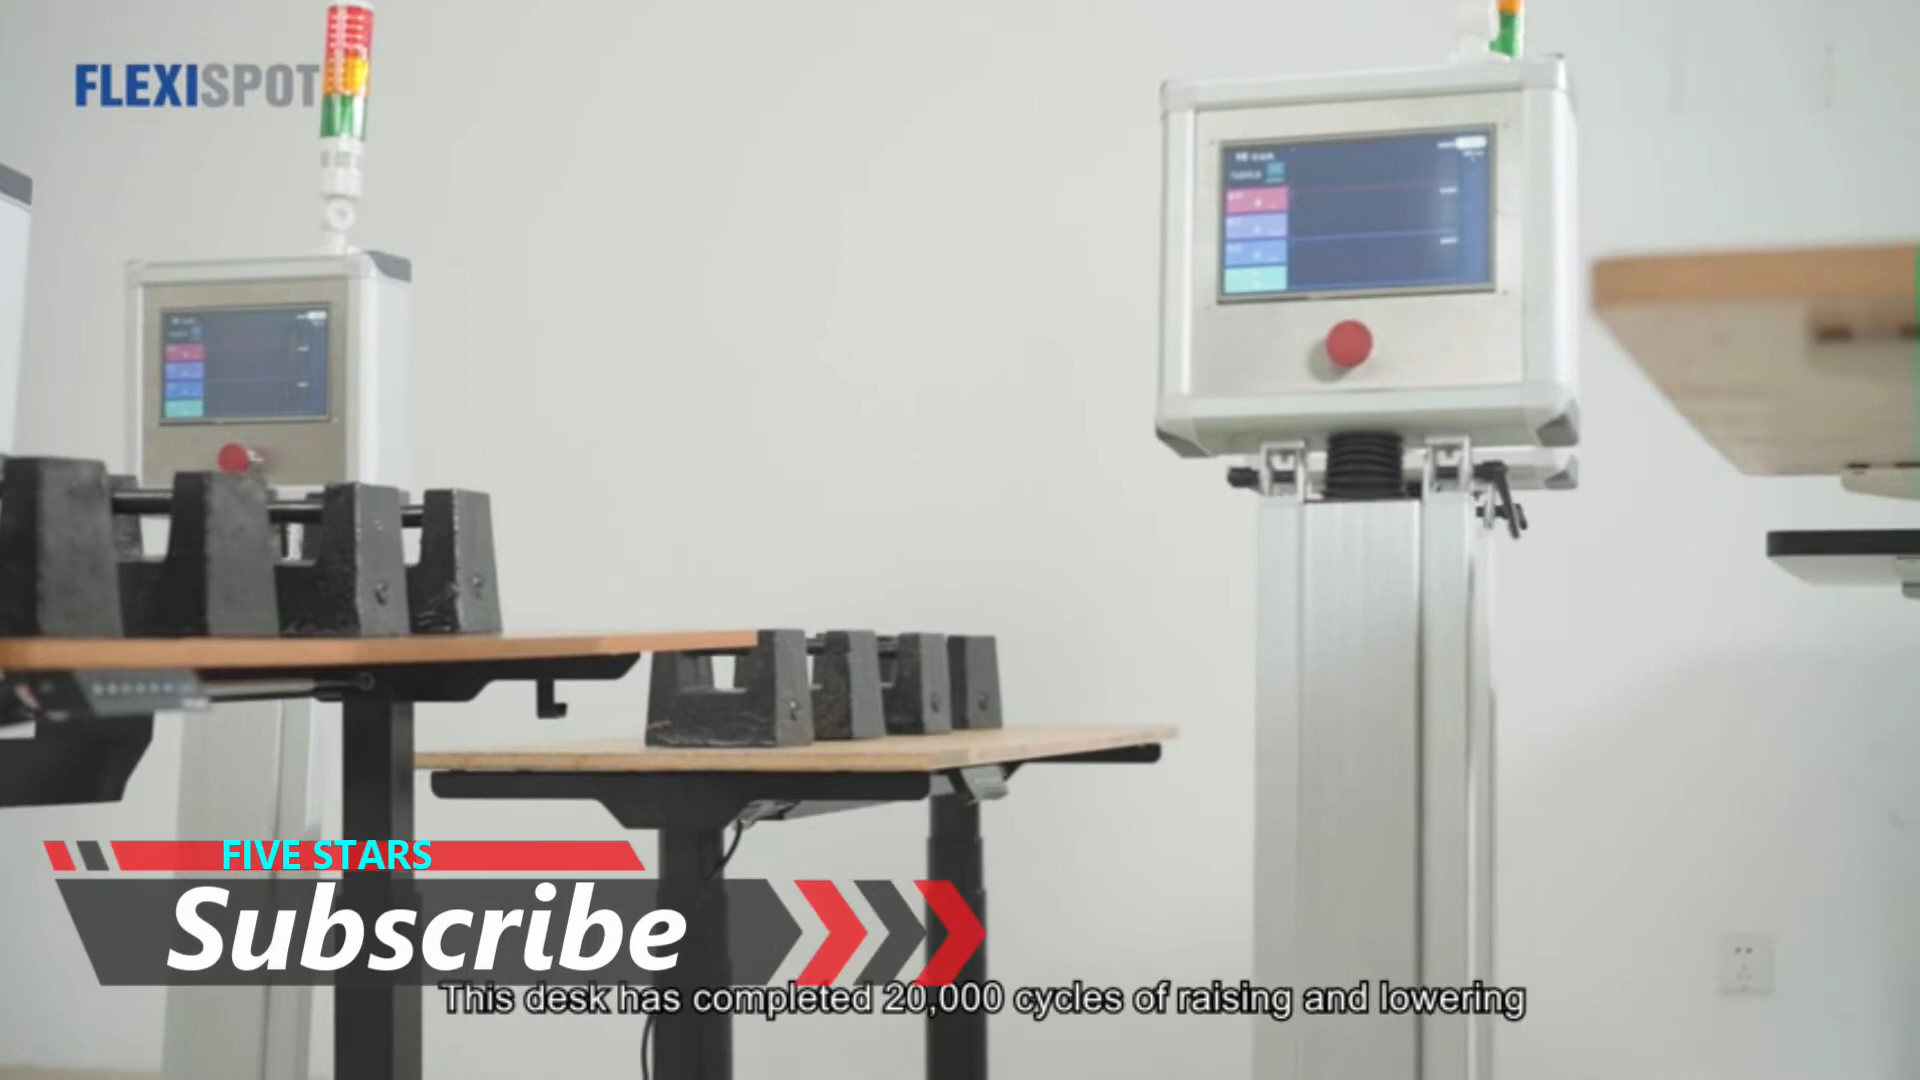 FLEXISPOT
FIVE STARS
Subscribe
This desk has completed 20,000 cycles of raising and lowering